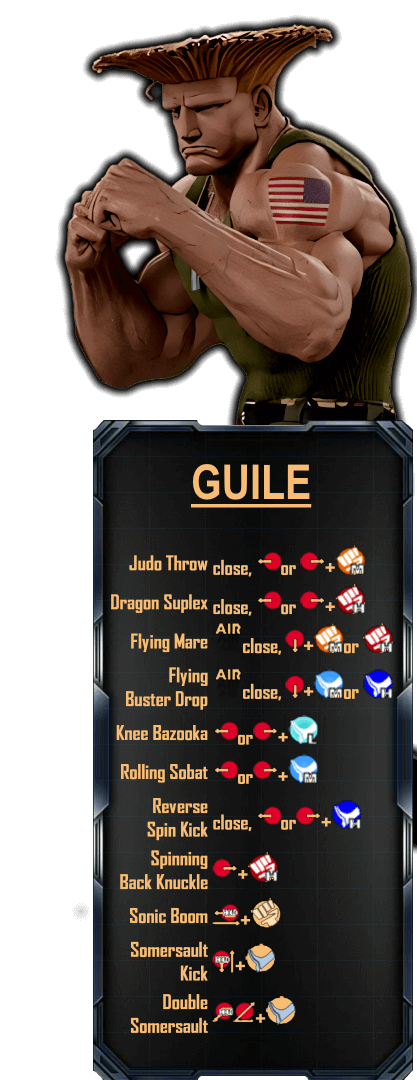 GUILE
Judo Throw close, or + M
Dragon Suplex close, or + H
Flying Mare AIR close, + M or H
Flying
Buster Drop AIR close, + M or H
Knee Bazooka or + L
Rolling Sobat or + M
Reverse
Spin Kick close, or + H
Spinning
Back Knuckle + H
Sonic Boom +
Somersault
Kick +
Double
Somersault +